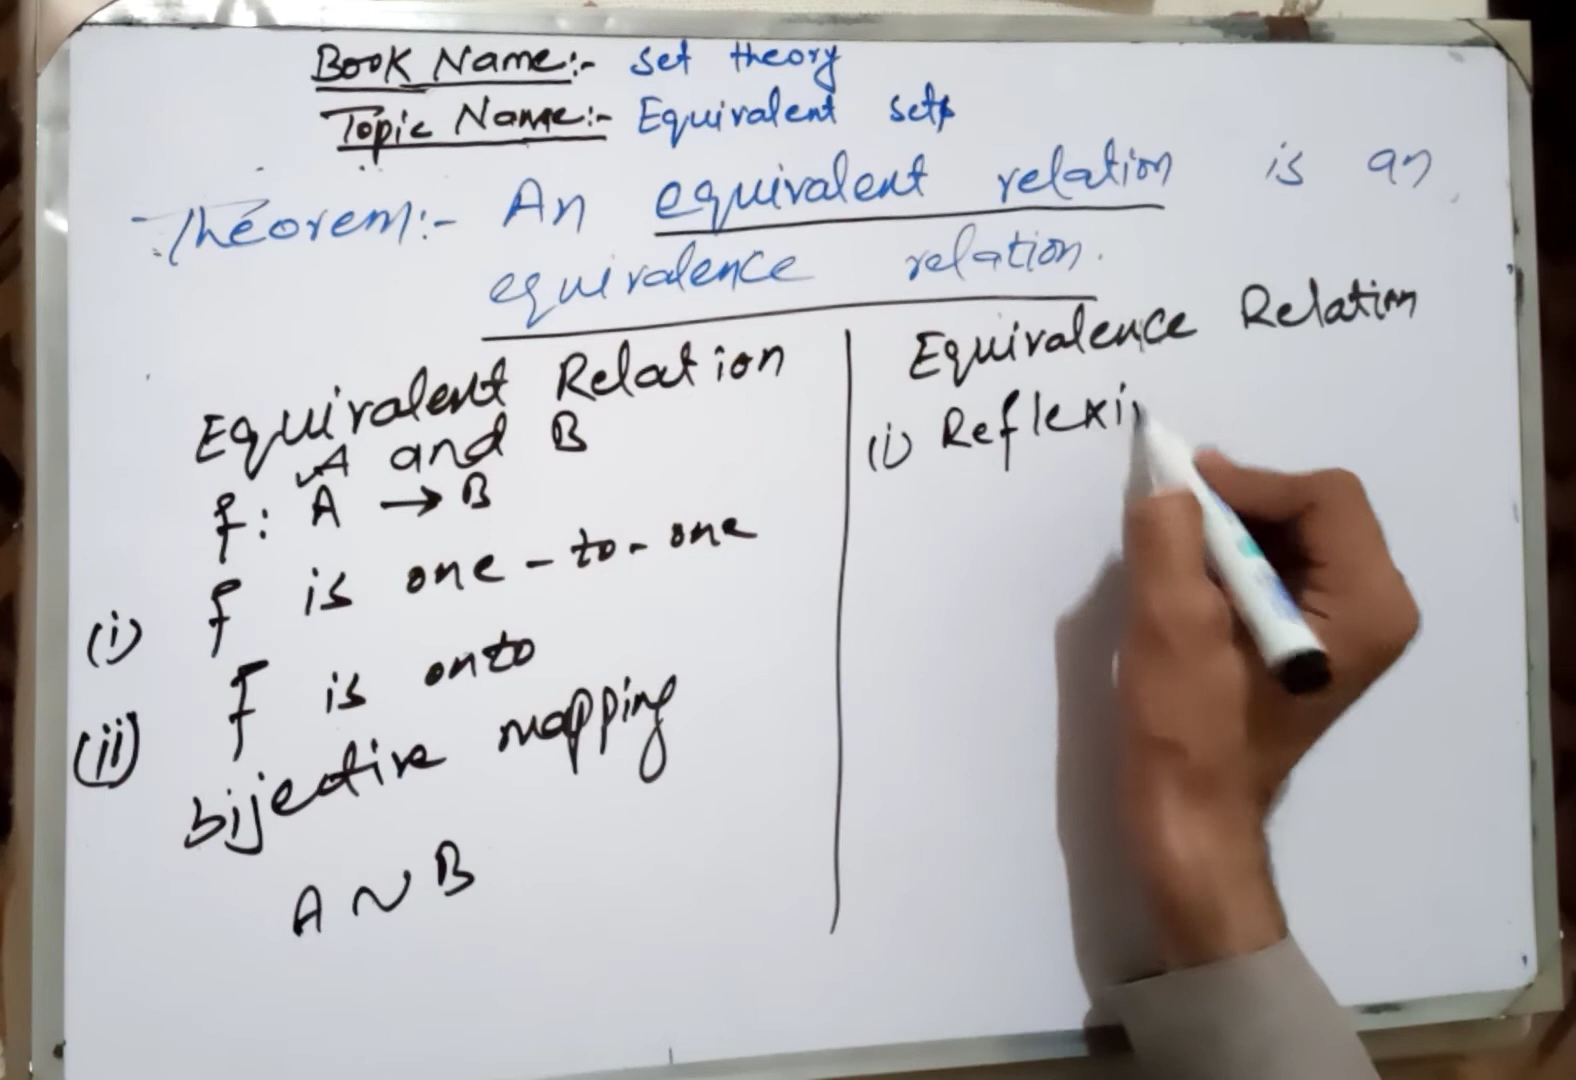 Book Name:- Set theory
Topic Name:- Equivalent sets
Theorem:- An equivalent relation is an
equivalence relation.
Equivalent Relation
A and B
f: A → B
(i) f is one-to-one
(ii) f is onto
bijective mapping
A ~ B
Equivalence Relation
(i) Reflexi